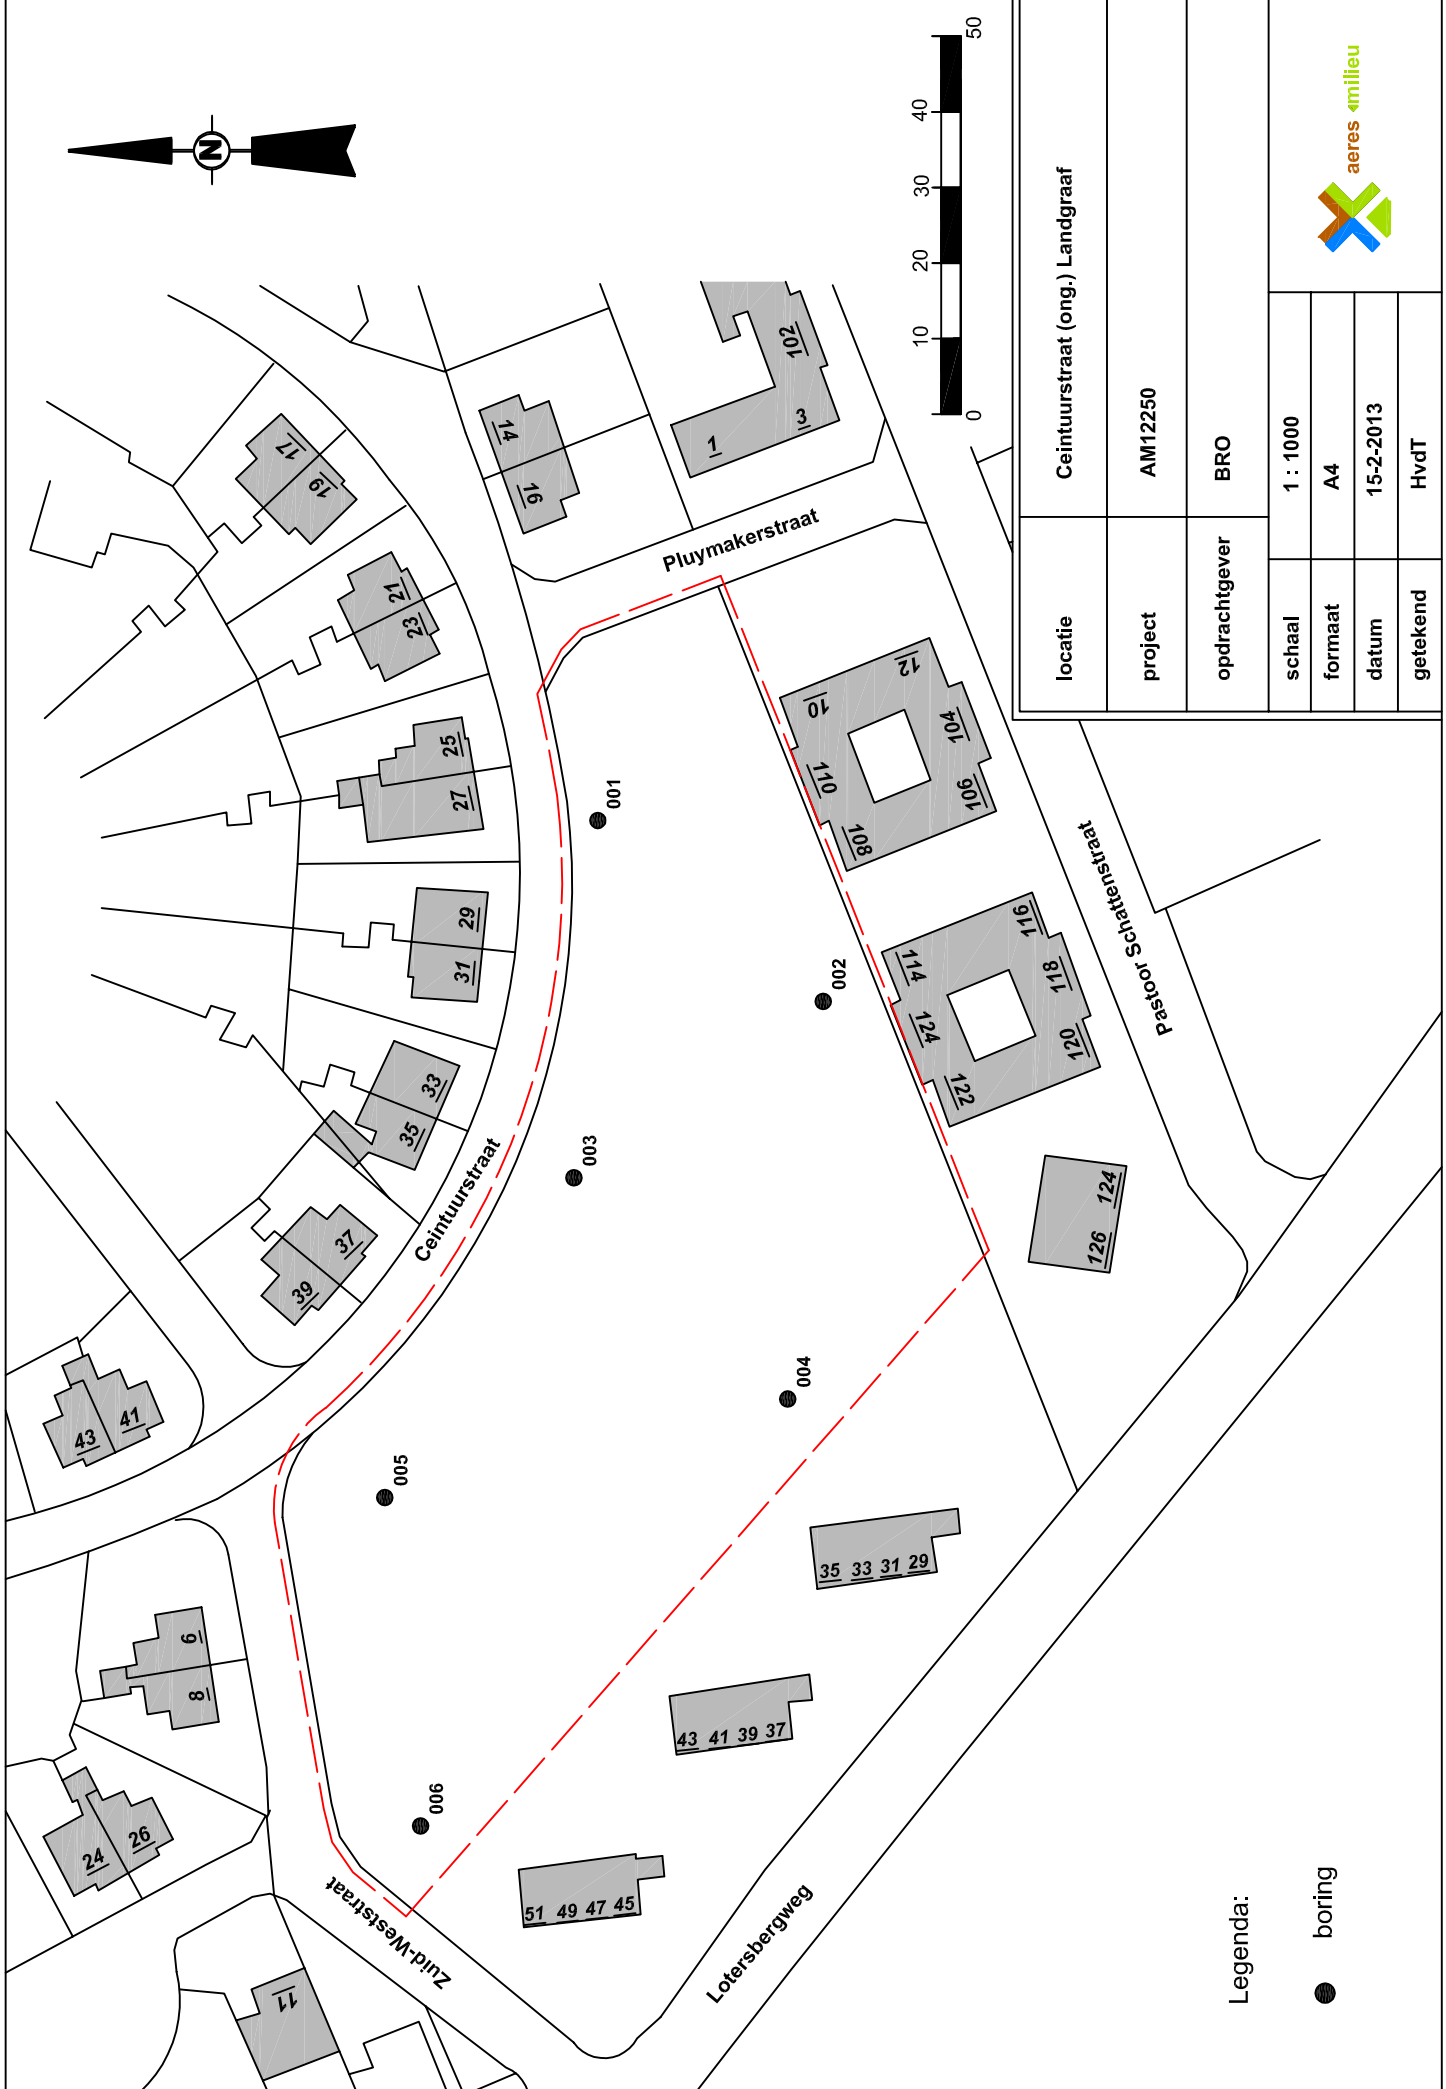 N
17
19
21
23
25
27
29
31
33
35
37
39
41
43
14
16
1
3
102
Pluymakerstraat
Ceintuurstraat
10
12
110
108
104
106
114
116
124
122
118
120
Pastoor Schattenstraat
124
126
001
002
003
004
005
006
6
8
24
26
11
Zuid-Weststraat
Lotersbergweg
35 33 31 29
43 41 39 37
51 49 47 45
0 10 20 30 40 50
locatie Ceintuurstraat (ong.) Landgraaf
project AM12250
opdrachtgever BRO
schaal 1 : 1000
formaat A4
datum 15-2-2013
getekend HvdT
aeres milieu
Legenda:
boring